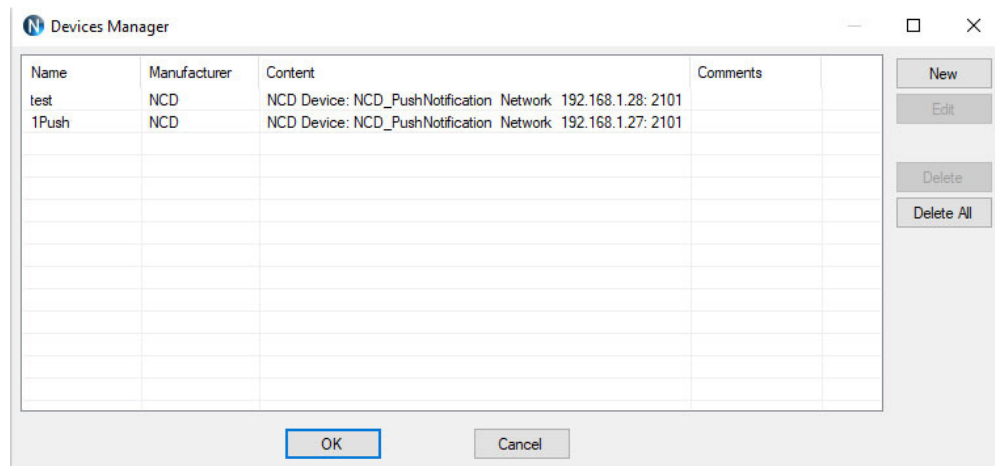 N Devices Manager
Name Manufacturer Content Comments
test NCD NCD Device: NCD_PushNotification Network 192.168.1.28: 2101
1Push NCD NCD Device: NCD_PushNotification Network 192.168.1.27: 2101
New
Edit
Delete
Delete All
OK Cancel